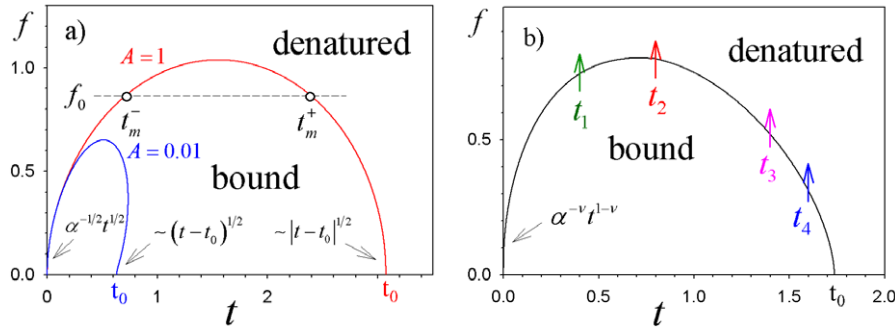 a)
f
denatured
A = 1
1.0
f₀
t_m^-
t_m^+
A = 0.01
0.5
bound
α^{-1/2} t^{1/2}
~(t-t₀)^{1/2}
~|t-t₀|^{1/2}
0.0
0
t₀
1
2
t₀
t
b)
f
denatured
t₁
t₂
0.5
bound
t₃
t₄
α^{-ν} t^{1-ν}
0.0
0.0
0.5
1.0
1.5
t₀
2.0
t